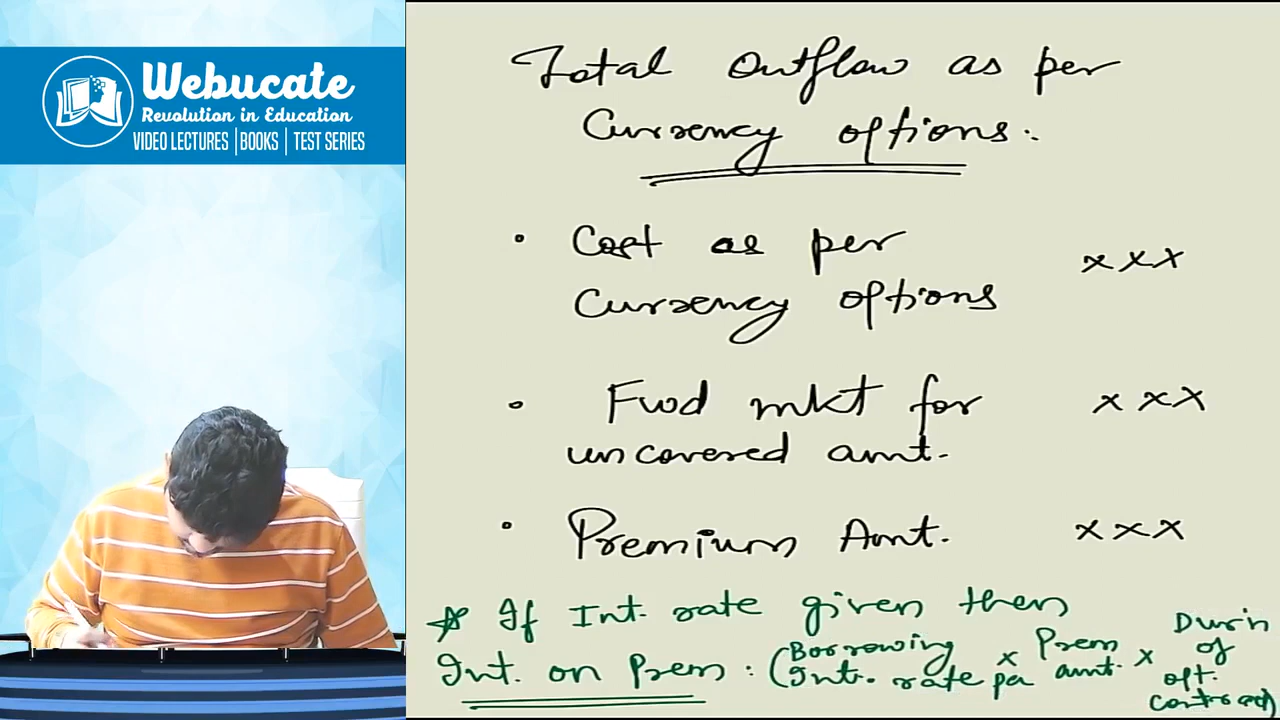 Webucate
Revolution in Education
VIDEO LECTURES | BOOKS | TEST SERIES
Total Outflow as per
Currency options:
• Cost as per
Currency options xxx
• Fwd mkt for
uncovered amt. xxx
• Premium Amt. xxx
* If Int. rate given then
Int. on Prem : (Borrowing Int. rate pa x Prem amt. x Durn of opt. contract)